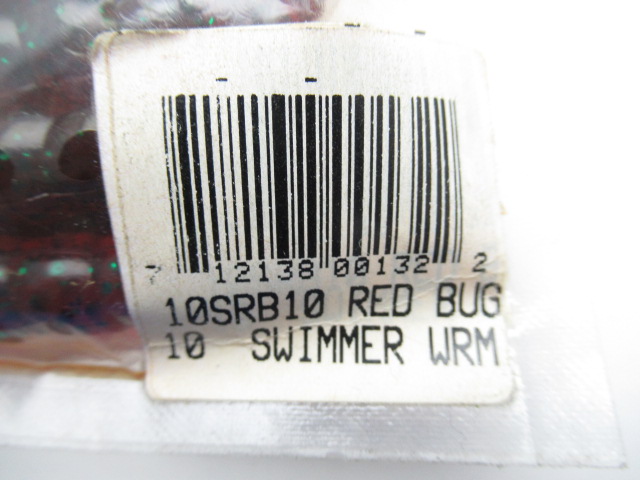 7 12138 00132 2
10SRB10 RED BUG
10 SWIMMER WRM